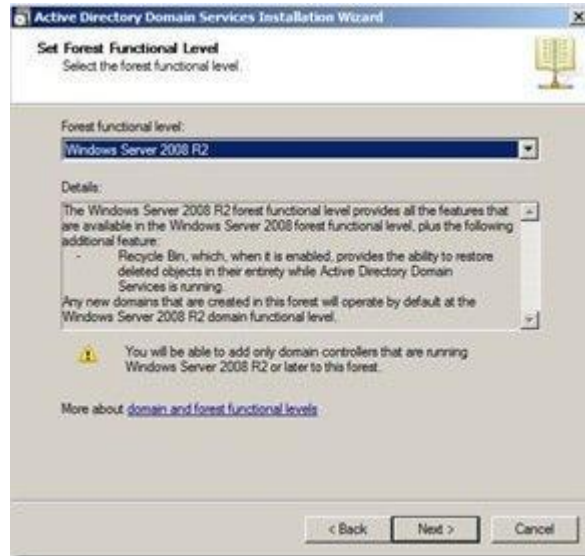 Active Directory Domain Services Installation Wizard
Set Forest Functional Level
Select the forest functional level.
Forest functional level:
Windows Server 2008 R2
Details:
The Windows Server 2008 R2 forest functional level provides all the features that
are available in the Windows Server 2008 forest functional level, plus the following
additional feature:
- Recycle Bin, which, when it is enabled, provides the ability to restore
deleted objects in their entirety while Active Directory Domain
Services is running.
Any new domains that are created in this forest will operate by default at the
Windows Server 2008 R2 domain functional level.
You will be able to add only domain controllers that are running
Windows Server 2008 R2 or later to this forest.
More about domain and forest functional levels
< Back Next > Cancel